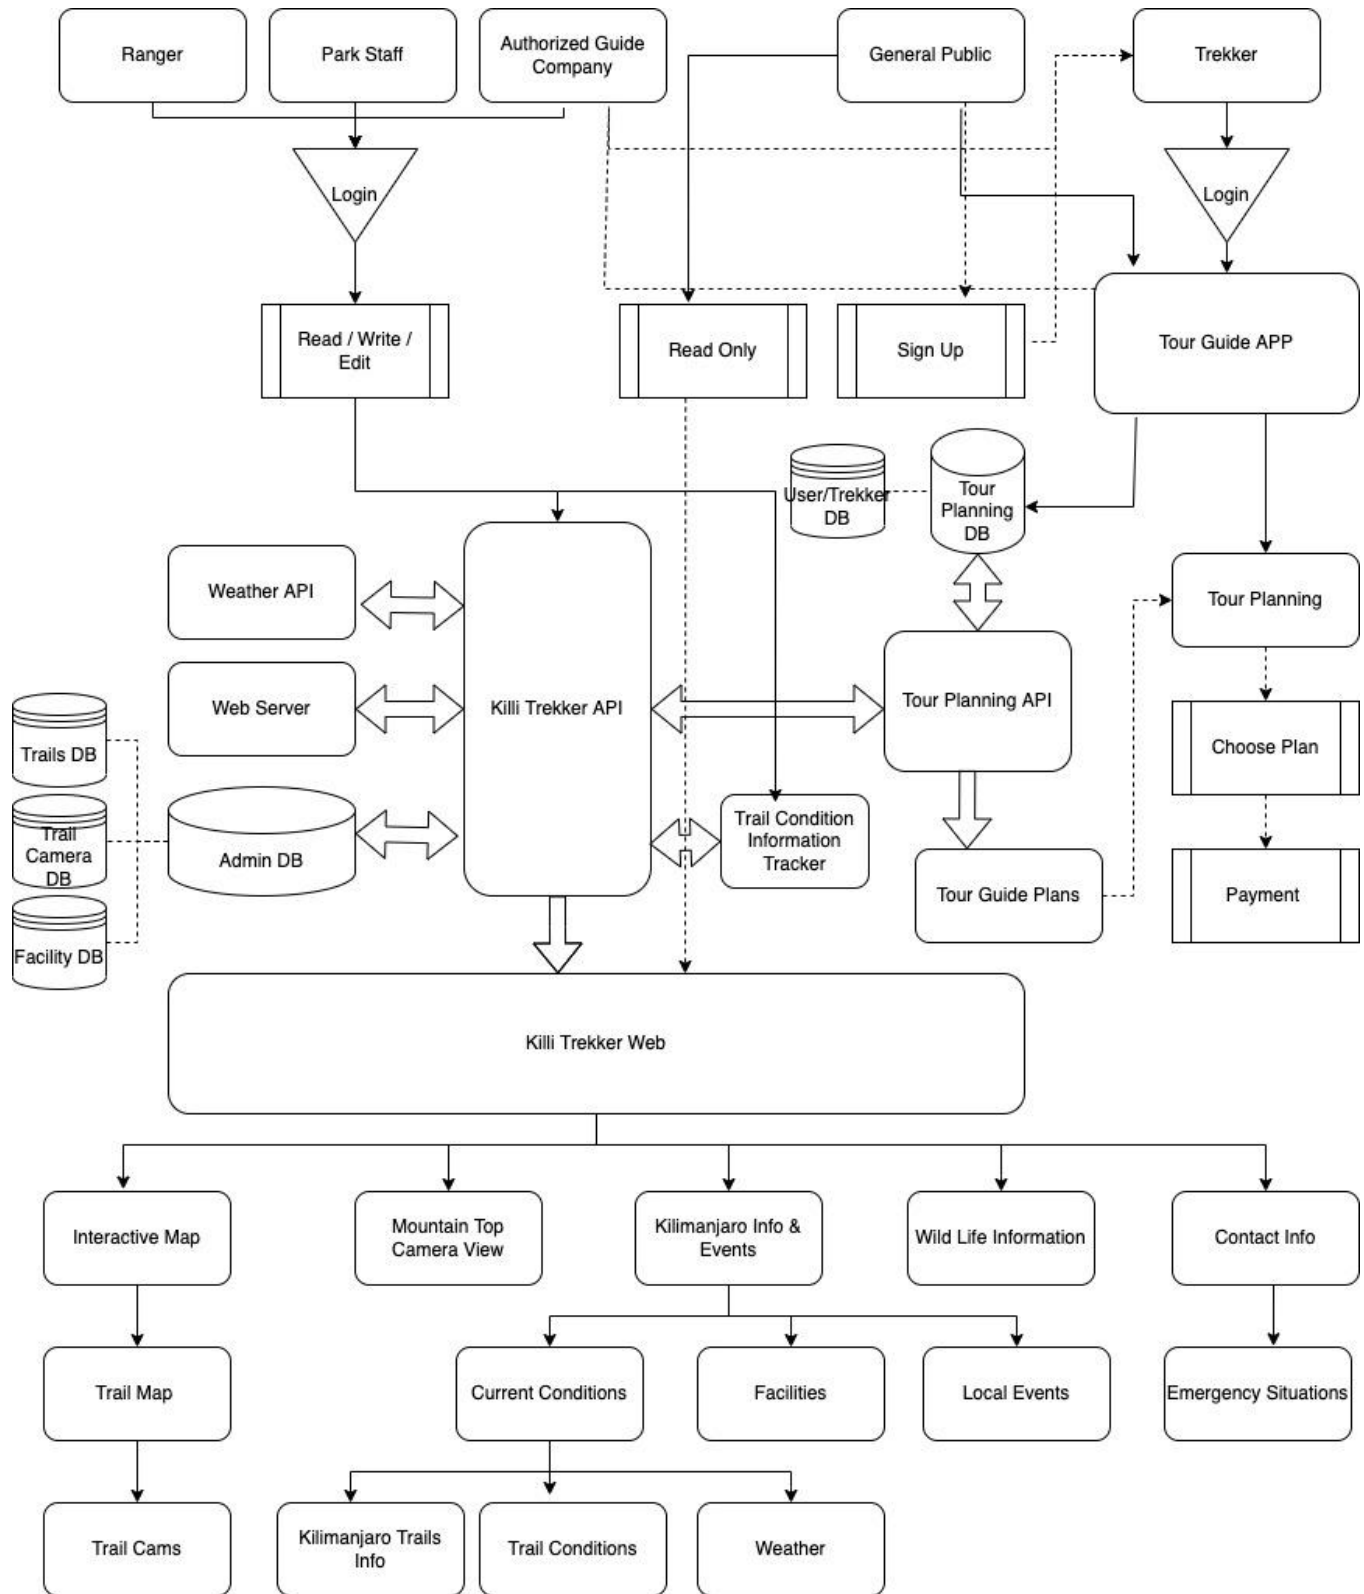 Ranger
Park Staff
Authorized Guide
Company
General Public
Trekker
Login
Login
Read / Write /
Edit
Read Only
Sign Up
Tour Guide APP
User/Trekker
DB
Tour
Planning
DB
Weather API
Tour Planning
Web Server
Killi Trekker API
Tour Planning API
Trails DB
Choose Plan
Trail
Camera
DB
Admin DB
Trail Condition
Information
Tracker
Tour Guide Plans
Payment
Facility DB
Killi Trekker Web
Interactive Map
Mountain Top
Camera View
Kilimanjaro Info &
Events
Wild Life Information
Contact Info
Trail Map
Current Conditions
Facilities
Local Events
Emergency Situations
Trail Cams
Kilimanjaro Trails
Info
Trail Conditions
Weather